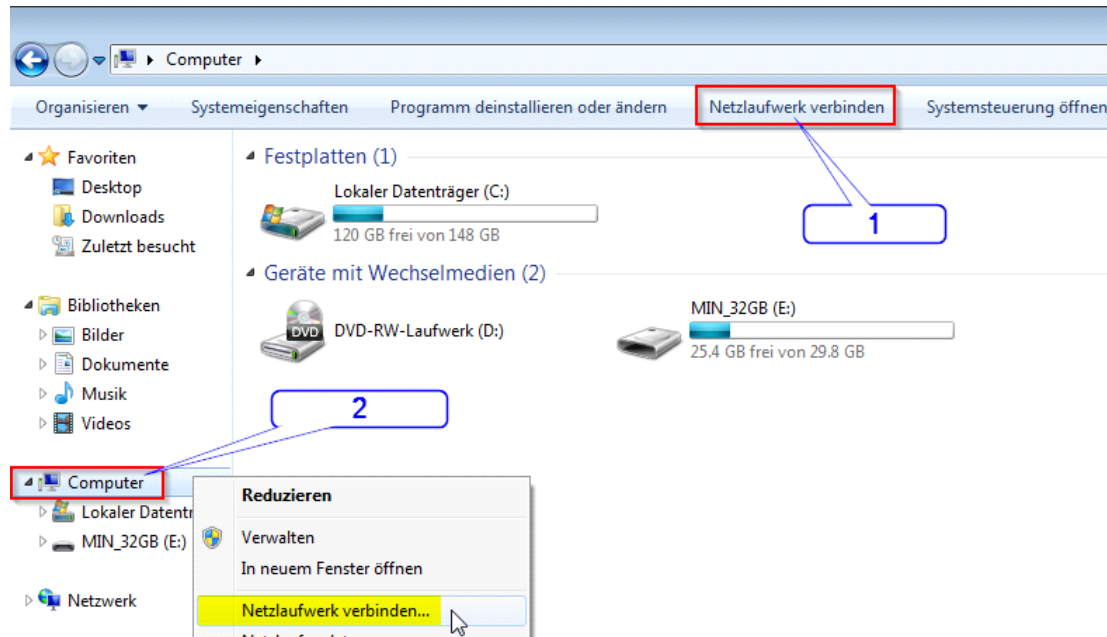 Computer
Organisieren
Systemeigenschaften
Programm deinstallieren oder ändern
Netzlaufwerk verbinden
Systemsteuerung öffnen
1
Favoriten
Desktop
Downloads
Zuletzt besucht
Bibliotheken
Bilder
Dokumente
Musik
Videos
Computer
Lokaler Datentr
MIN_32GB (E:)
Netzwerk
Festplatten (1)
Lokaler Datenträger (C:)
120 GB frei von 148 GB
Geräte mit Wechselmedien (2)
DVD
DVD-RW-Laufwerk (D:)
MIN_32GB (E:)
25.4 GB frei von 29.8 GB
2
Reduzieren
Verwalten
In neuem Fenster öffnen
Netzlaufwerk verbinden...